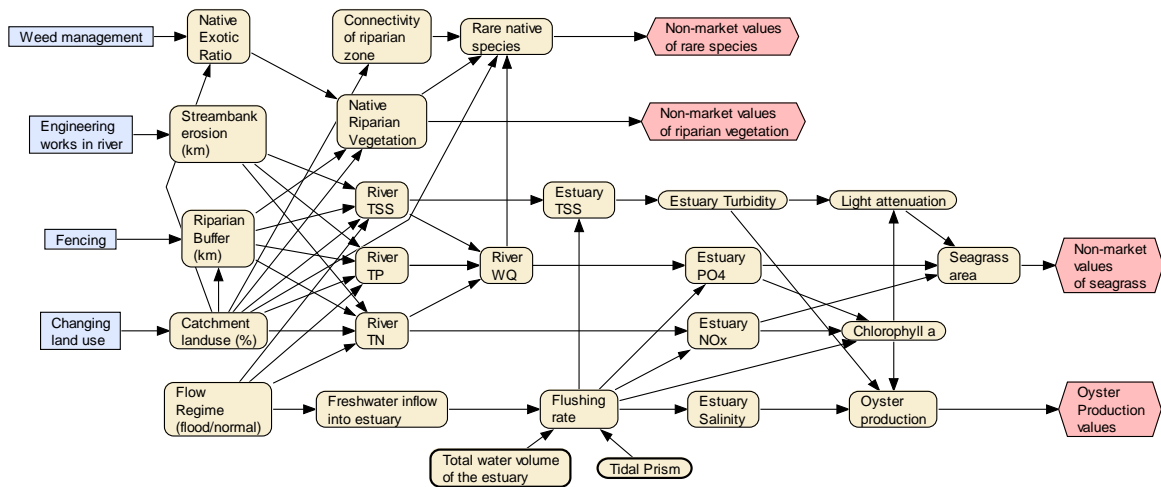 Weed management
Native
Exotic
Ratio
Connectivity
of riparian
zone
Rare native
species
Non-market values
of rare species
Engineering
works in river
Streambank
erosion
(km)
Native
Riparian
Vegetation
Non-market values
of riparian vegetation
River
TSS
Estuary
TSS
Estuary Turbidity
Light attenuation
Fencing
Riparian
Buffer
(km)
River
TP
River
WQ
Estuary
PO4
Seagrass
area
Non-market
values
of seagrass
Changing
land use
Catchment
landuse (%)
River
TN
Estuary
NOx
Chlorophyll a
Flow
Regime
(flood/normal)
Freshwater inflow
into estuary
Flushing
rate
Estuary
Salinity
Oyster
production
Oyster
Production
values
Total water volume
of the estuary
Tidal Prism